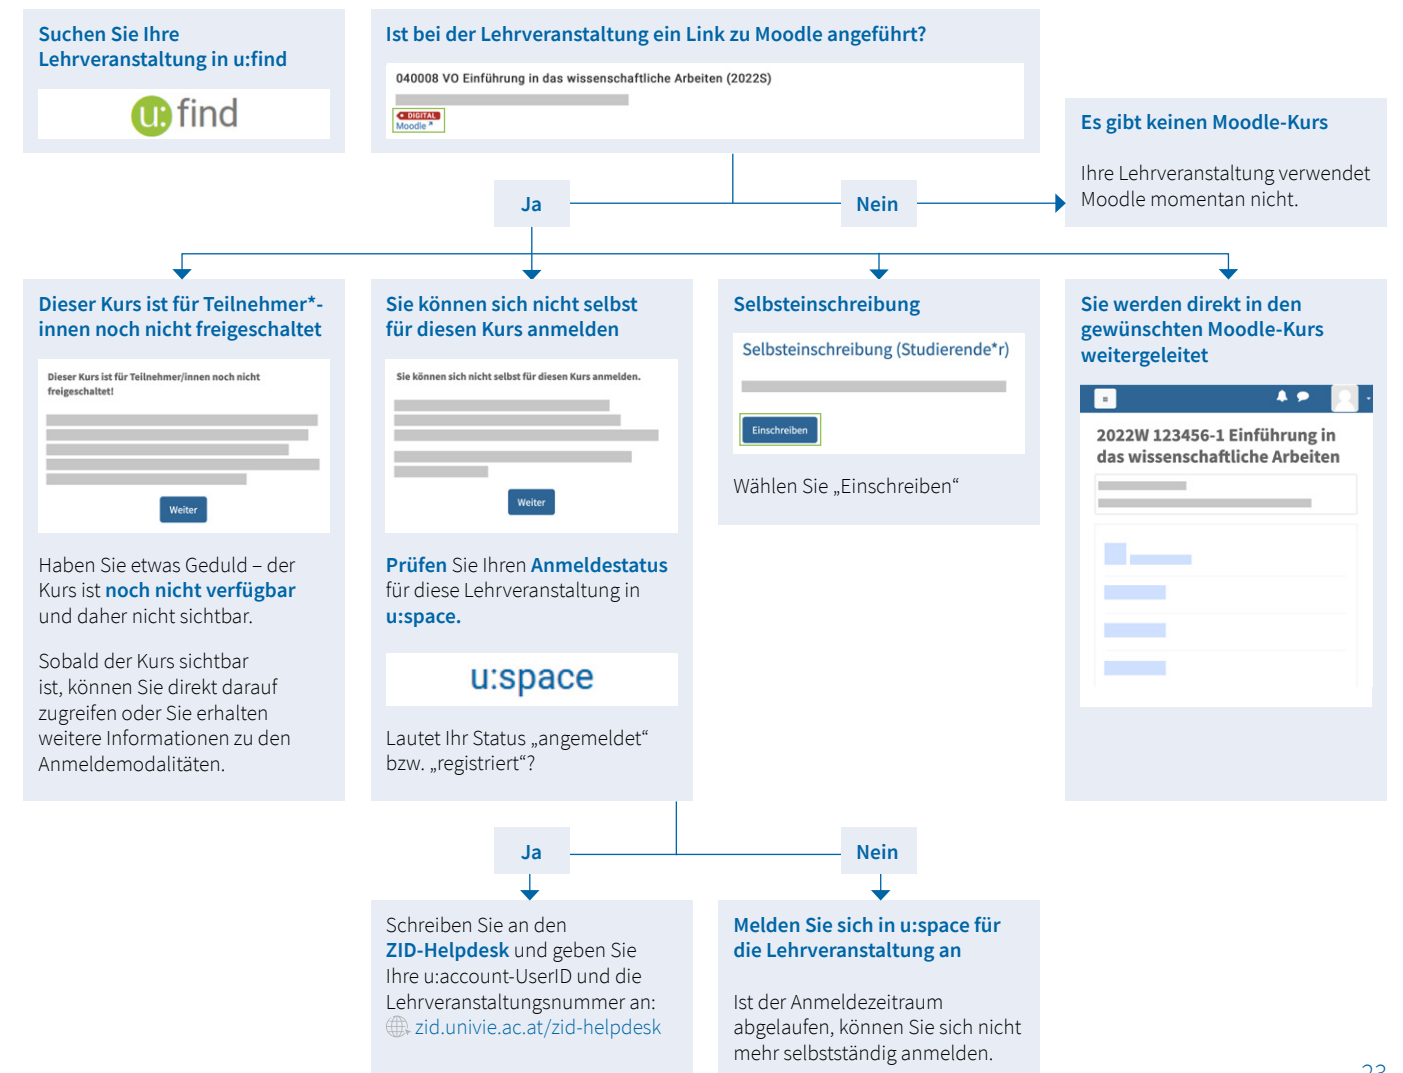 Suchen Sie Ihre
Lehrveranstaltung in u:find
u: find
Ist bei der Lehrveranstaltung ein Link zu Moodle angeführt?
040008 VO Einführung in das wissenschaftliche Arbeiten (2022S)
DIGITAL
Moodle
Es gibt keinen Moodle-Kurs
Ihre Lehrveranstaltung verwendet
Moodle momentan nicht.
Ja
Nein
Dieser Kurs ist für Teilnehmer*-
innen noch nicht freigeschaltet
Dieser Kurs ist für Teilnehmer/innen noch nicht
freigeschaltet!
Weiter
Haben Sie etwas Geduld – der
Kurs ist noch nicht verfügbar
und daher nicht sichtbar.
Sobald der Kurs sichtbar
ist, können Sie direkt darauf
zugreifen oder Sie erhalten
weitere Informationen zu den
Anmeldemodalitäten.
Sie können sich nicht selbst
für diesen Kurs anmelden
Sie können sich nicht selbst für diesen Kurs anmelden.
Weiter
Prüfen Sie Ihren Anmeldestatus
für diese Lehrveranstaltung in
u:space.
u:space
Lautet Ihr Status „angemeldet“
bzw. „registriert“?
Selbsteinschreibung
Selbsteinschreibung (Studierende*r)
Einschreiben
Wählen Sie „Einschreiben“
Sie werden direkt in den
gewünschten Moodle-Kurs
weitergeleitet
2022W 123456-1 Einführung in
das wissenschaftliche Arbeiten
Ja
Nein
Schreiben Sie an den
ZID-Helpdesk und geben Sie
Ihre u:account-UserID und die
Lehrveranstaltungsnummer an:
zid.univie.ac.at/zid-helpdesk
Melden Sie sich in u:space für
die Lehrveranstaltung an
Ist der Anmeldezeitraum
abgelaufen, können Sie sich nicht
mehr selbstständig anmelden.
23